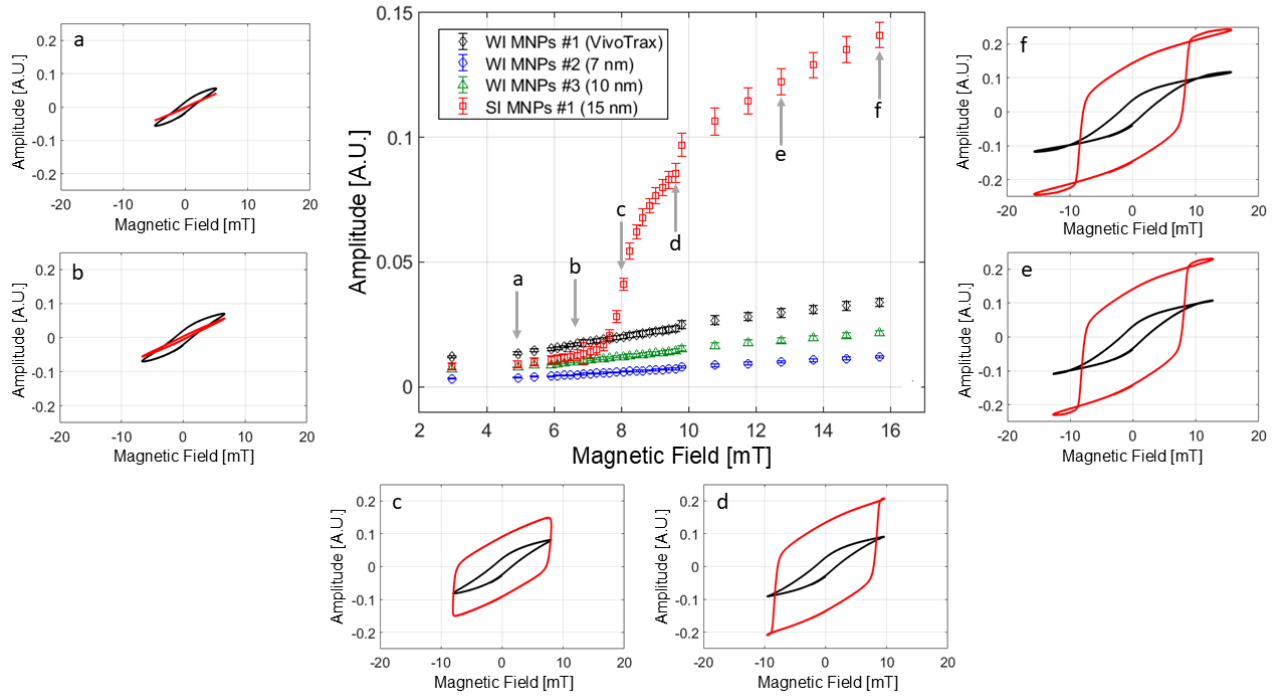 a
0.2
0.1
0
-0.1
-0.2
-20
-10
0
10
20
Amplitude [A.U.]
Magnetic Field [mT]
b
0.2
0.1
0
-0.1
-0.2
-20
-10
0
10
20
Amplitude [A.U.]
Magnetic Field [mT]
WI MNPs #1 (VivoTrax)
WI MNPs #2 (7 nm)
WI MNPs #3 (10 nm)
SI MNPs #1 (15 nm)
0.15
0.1
0.05
0
Amplitude [A.U.]
a
b
c
d
e
f
2
4
6
8
10
12
14
16
Magnetic Field [mT]
f
0.2
0.1
0
-0.1
-0.2
-20
-10
0
10
20
Amplitude [A.U.]
Magnetic Field [mT]
e
0.2
0.1
0
-0.1
-0.2
-20
-10
0
10
20
Amplitude [A.U.]
Magnetic Field [mT]
c
0.2
0.1
0
-0.1
-0.2
-20
-10
0
10
20
Amplitude [A.U.]
Magnetic Field [mT]
d
0.2
0.1
0
-0.1
-0.2
-20
-10
0
10
20
Amplitude [A.U.]
Magnetic Field [mT]